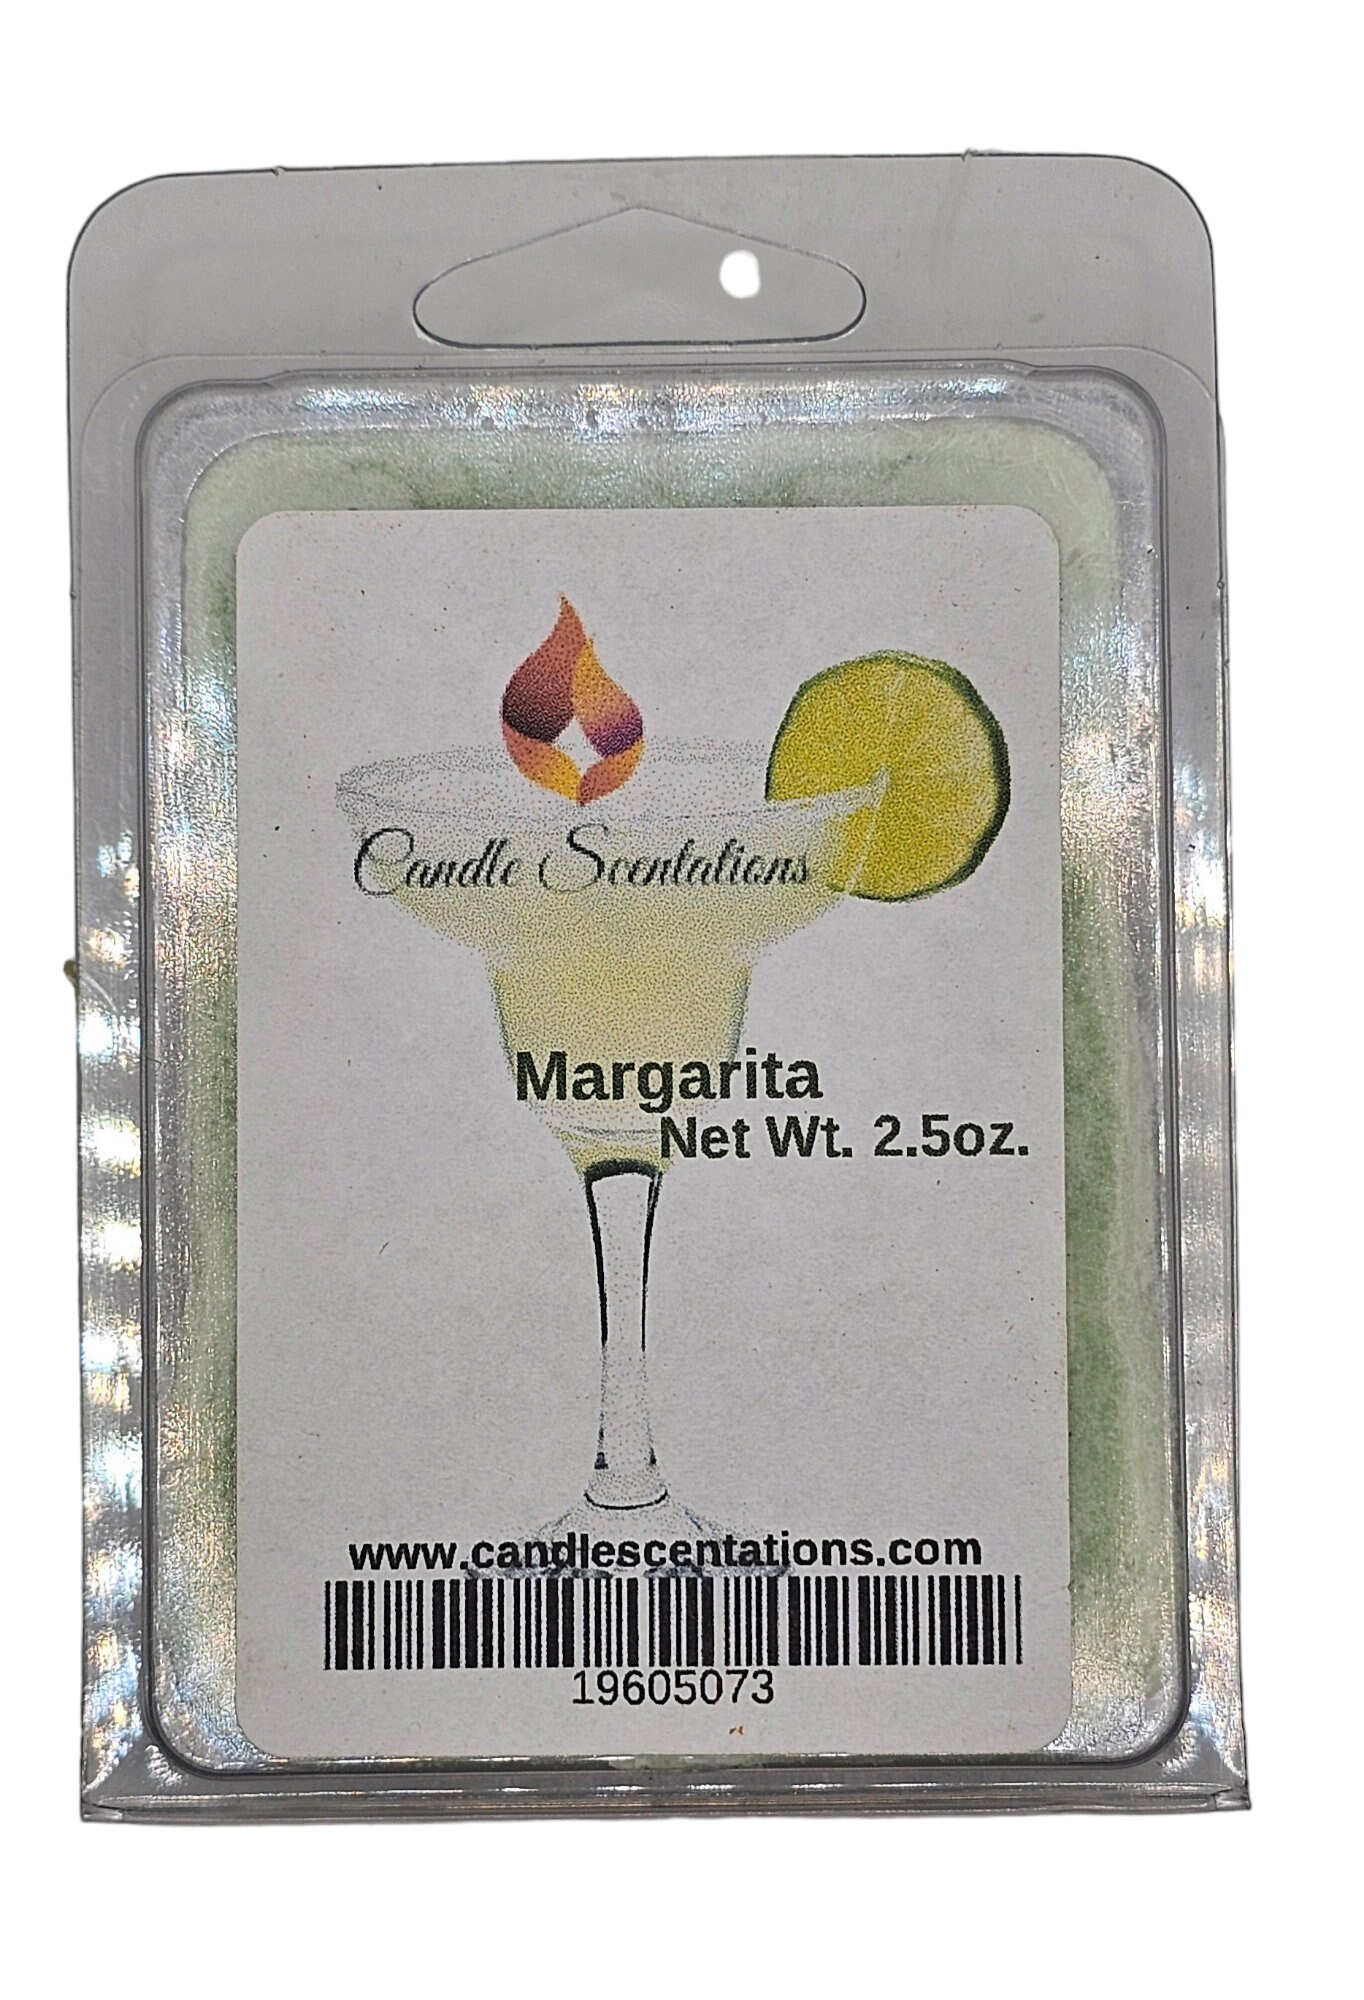 Candle Scentations
Margarita
Net Wt. 2.5oz.
www.candlescentations.com
19605073